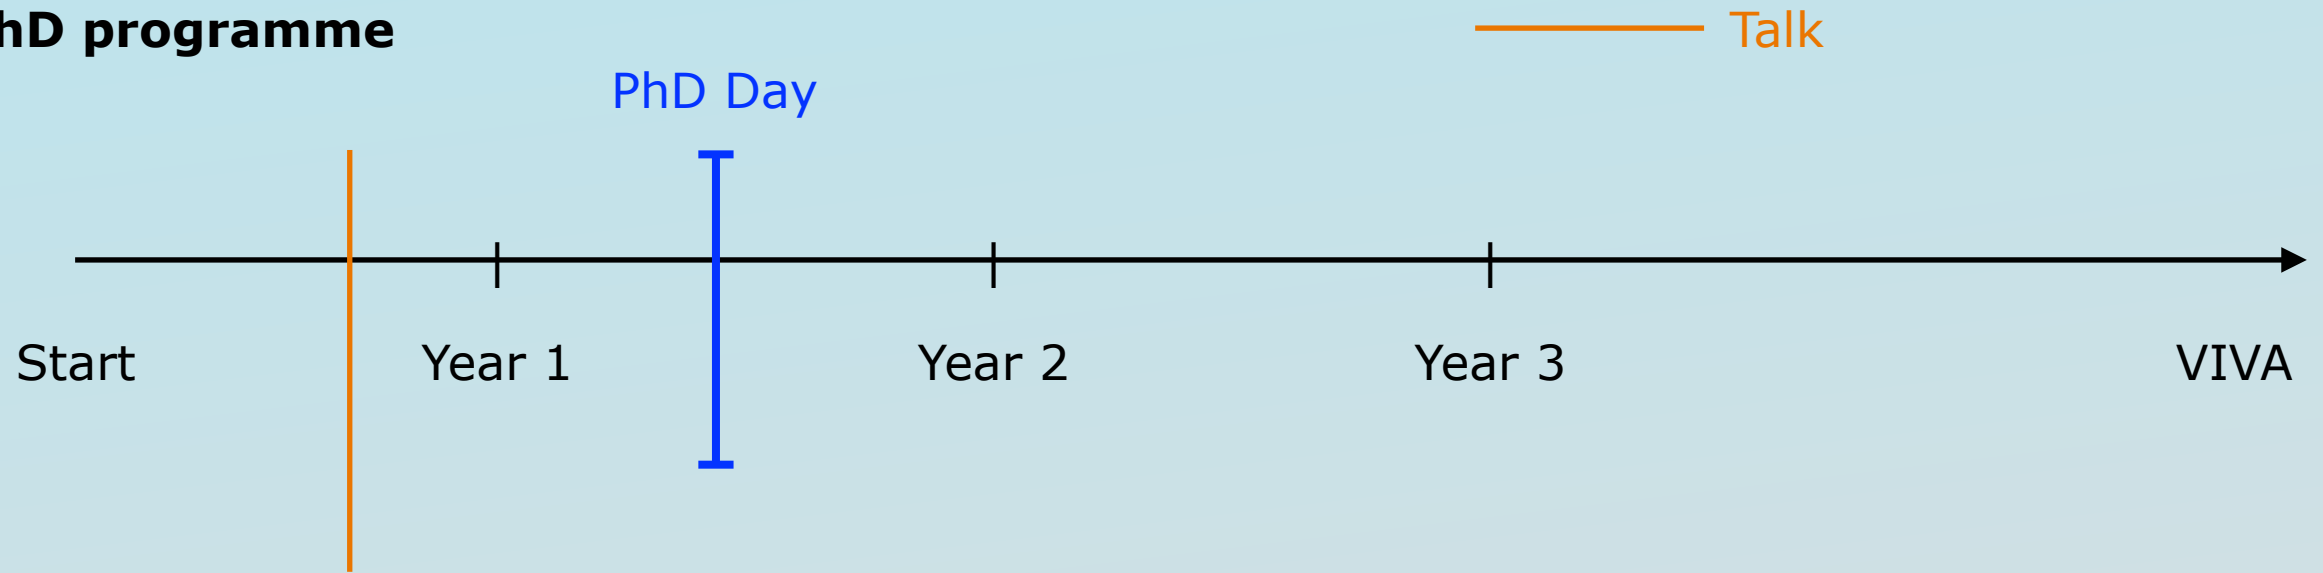 hD programme
Talk
PhD Day
Start Year 1 Year 2 Year 3 VIVA